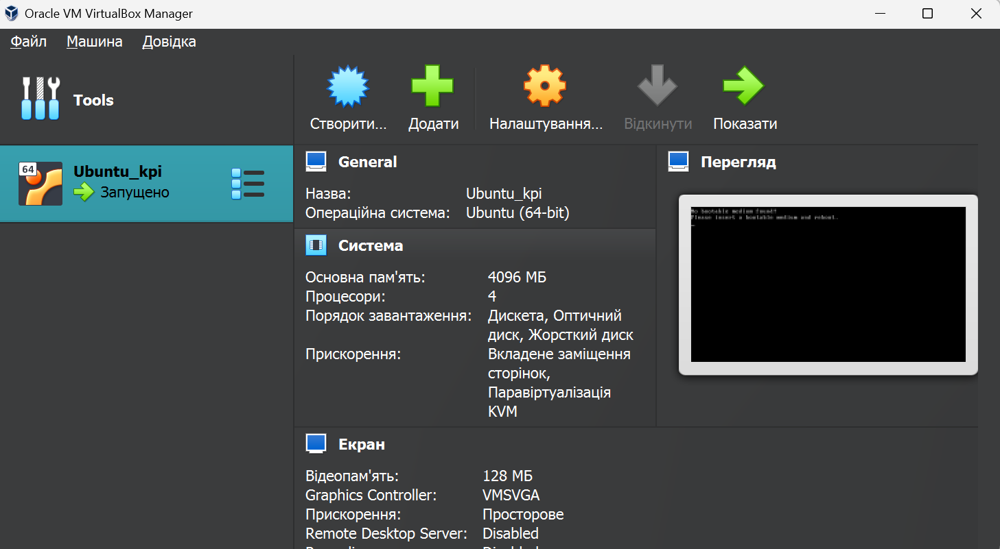 Oracle VM VirtualBox Manager
Файл Машина Довідка
Tools
Створити... Додати Налаштування... Відкинути Показати
64
Ubuntu_kpi
Запущено
General
Назва: Ubuntu_kpi
Операційна система: Ubuntu (64-bit)
Перегляд
No bootable medium found!
Please insert a bootable medium and reboot.
Система
Основна пам'ять: 4096 МБ
Процесори: 4
Порядок завантаження: Дискета, Оптичний
диск, Жорсткий диск
Прискорення: Вкладене заміщення
сторінок,
Паравіртуалізація
KVM
Екран
Відеопам'ять: 128 МБ
Graphics Controller: VMSVGA
Прискорення: Просторове
Remote Desktop Server: Disabled